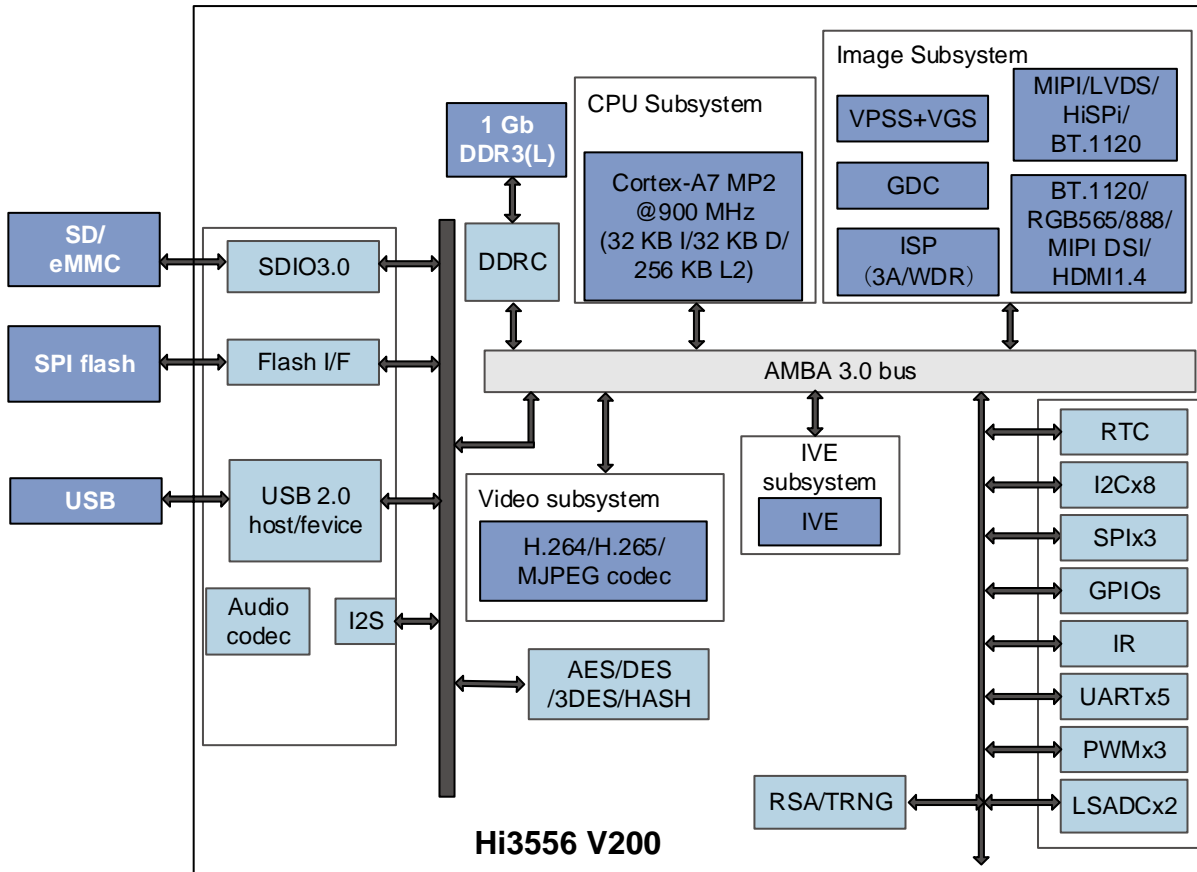 Image Subsystem
CPU Subsystem
VPSS+VGS
MIPI/LVDS/
HiSPi/
BT.1120
GDC
BT.1120/
RGB565/888/
MIPI DSI/
HDMI1.4
ISP
（3A/WDR）
1 Gb
DDR3(L)
Cortex-A7 MP2
@900 MHz
(32 KB I/32 KB D/
256 KB L2)
DDRC
SD/
eMMC
SDIO3.0
SPI flash
Flash I/F
AMBA 3.0 bus
USB
USB 2.0
host/fevice
Audio
codec
I2S
Video subsystem
H.264/H.265/
MJPEG codec
IVE
subsystem
IVE
AES/DES
/3DES/HASH
RTC
I2Cx8
SPIx3
GPIOs
IR
UARTx5
PWMx3
LSADCx2
RSA/TRNG
Hi3556 V200